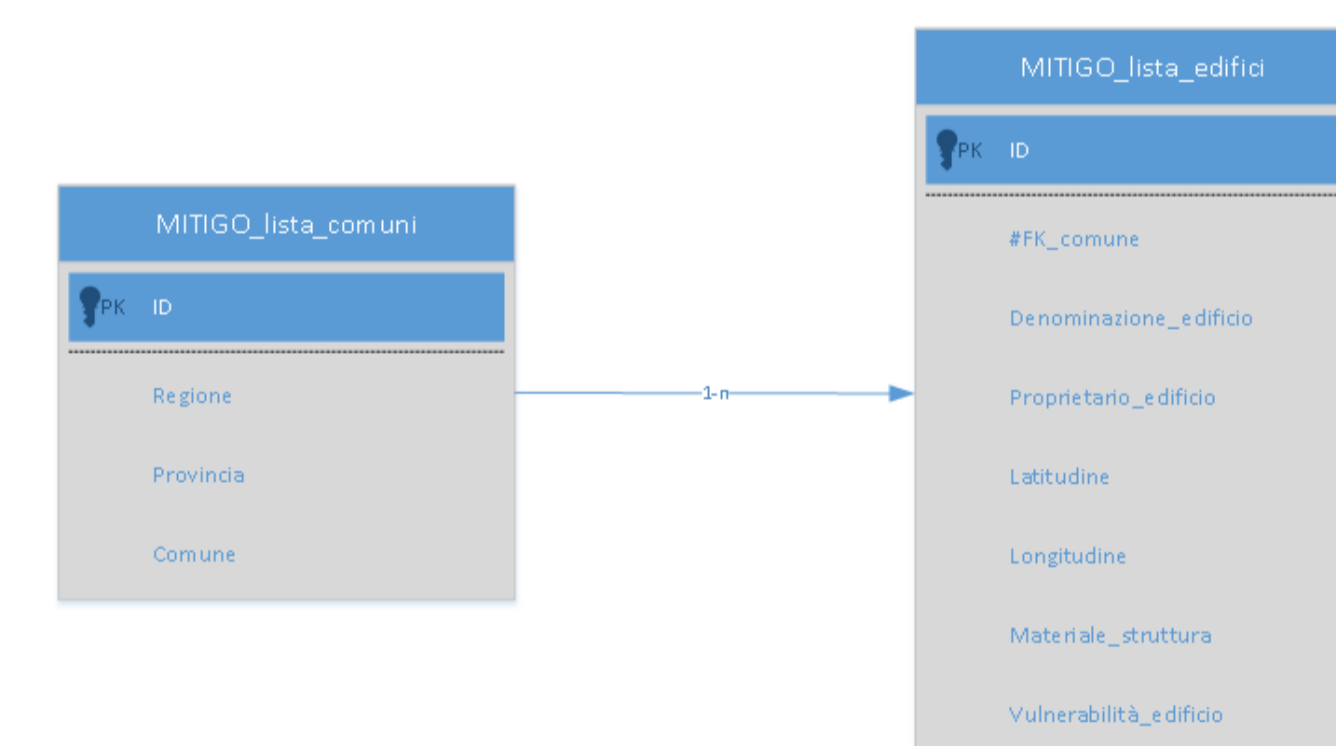 MITIGO_lista_comuni
PK ID
Regione
Provincia
Comune
1-n
MITIGO_lista_edifici
PK ID
#FK_comune
Denominazione_edificio
Proprietario_edificio
Latitudine
Longitudine
Materiale_struttura
Vulnerabilità_edificio